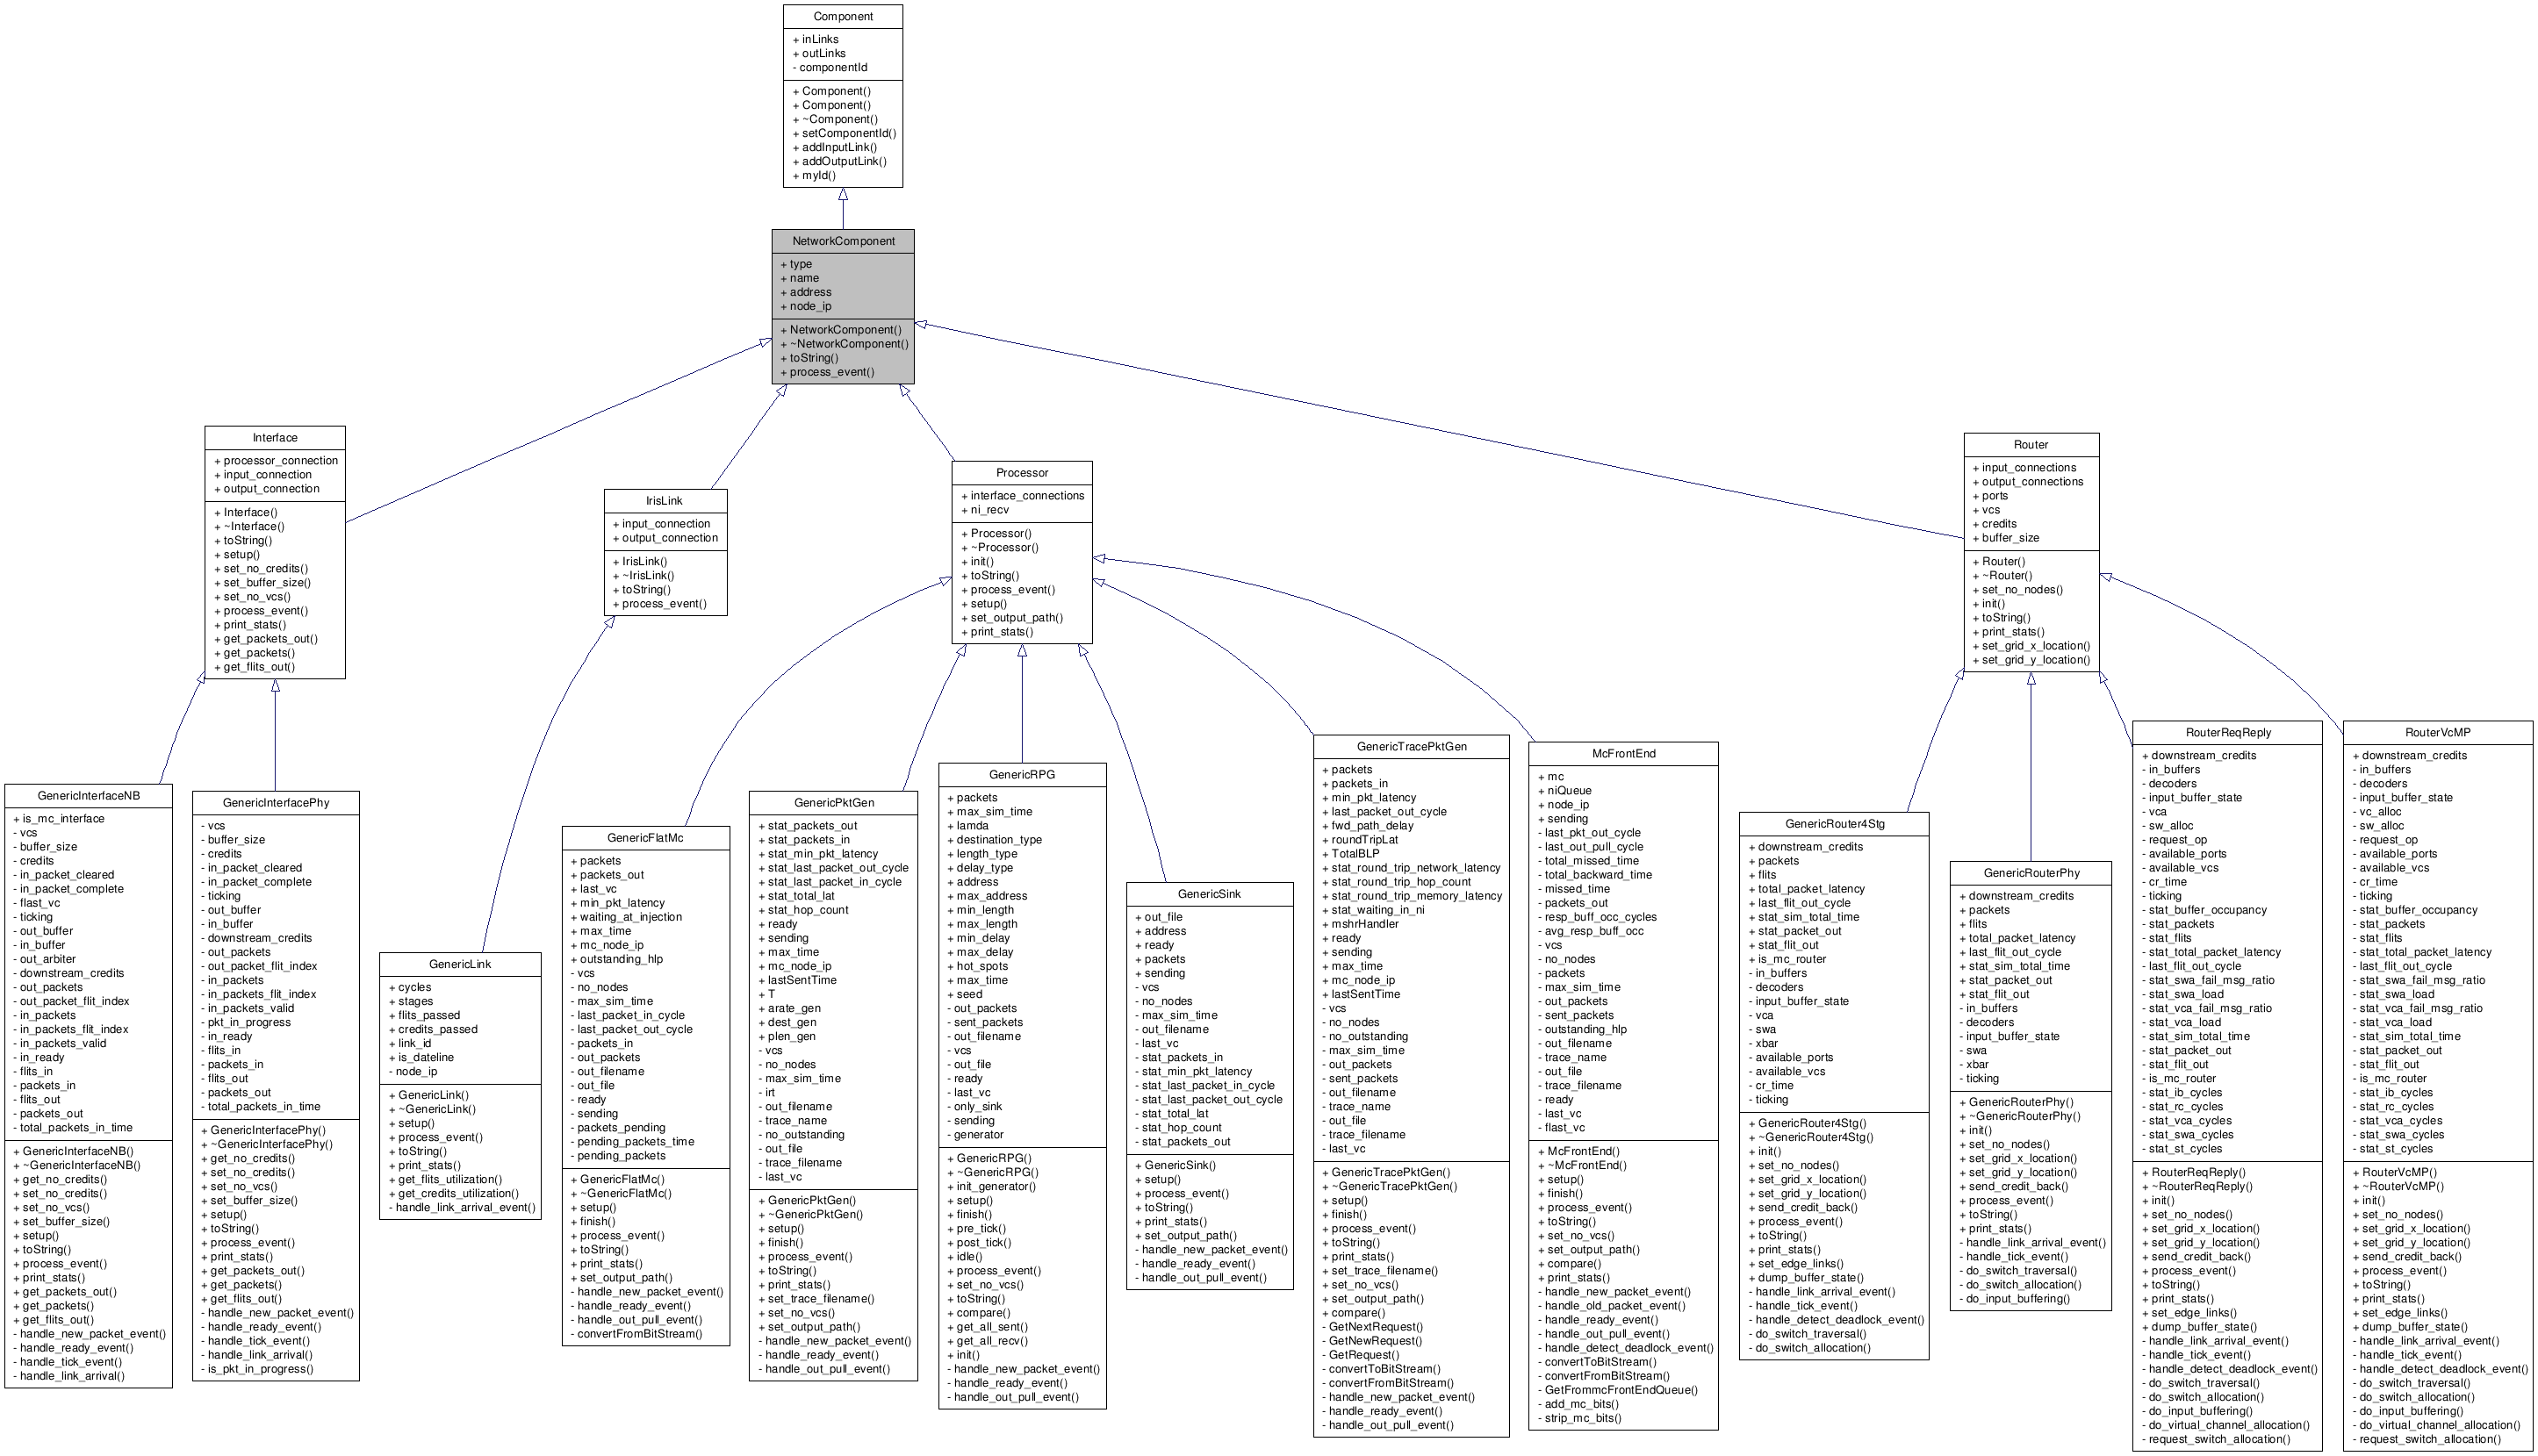 Component
+ inLinks
+ outLinks
- componentId
+ Component()
+ Component()
+ ~Component()
+ setComponentId()
+ addInputLink()
+ addOutputLink()
+ myId()
NetworkComponent
+ type
+ name
+ address
+ node_ip
+ NetworkComponent()
+ ~NetworkComponent()
+ toString()
+ process_event()
Interface
+ processor_connection
+ input_connection
+ output_connection
+ Interface()
+ ~Interface()
+ toString()
+ setup()
+ set_no_credits()
+ set_buffer_size()
+ set_no_vcs()
+ process_event()
+ print_stats()
+ get_packets_out()
+ get_packets()
+ get_flits_out()
IrisLink
+ input_connection
+ output_connection
+ IrisLink()
+ ~IrisLink()
+ toString()
+ process_event()
Processor
+ interface_connections
+ ni_recv
+ Processor()
+ ~Processor()
+ init()
+ toString()
+ process_event()
+ setup()
+ set_output_path()
+ print_stats()
Router
+ input_connections
+ output_connections
+ ports
+ vcs
+ credits
+ buffer_size
+ Router()
+ ~Router()
+ set_no_nodes()
+ init()
+ toString()
+ print_stats()
+ set_grid_x_location()
+ set_grid_y_location()
GenericInterfaceNB
+ is_mc_interface
- vcs
- buffer_size
- credits
- in_packet_cleared
- in_packet_complete
- flast_vc
- ticking
- out_buffer
- in_buffer
- out_arbiter
- downstream_credits
- out_packets
- out_packet_flit_index
- in_packets
- in_packets_flit_index
- in_packets_valid
- in_ready
- flits_in
- packets_in
- flits_out
- packets_out
- total_packets_in_time
+ GenericInterfaceNB()
+ ~GenericInterfaceNB()
+ get_no_credits()
+ set_no_credits()
+ set_no_vcs()
+ set_buffer_size()
+ setup()
+ toString()
+ process_event()
+ print_stats()
+ get_packets_out()
+ get_packets()
+ get_flits_out()
- handle_new_packet_event()
- handle_ready_event()
- handle_tick_event()
- handle_link_arrival()
GenericInterfacePhy
- vcs
- buffer_size
- credits
- in_packet_cleared
- in_packet_complete
- ticking
- out_buffer
- in_buffer
- downstream_credits
- out_packets
- out_packet_flit_index
- in_packets
- in_packets_flit_index
- in_packets_valid
- pkt_in_progress
- in_ready
- flits_in
- packets_in
- flits_out
- packets_out
- total_packets_in_time
+ GenericInterfacePhy()
+ ~GenericInterfacePhy()
+ get_no_credits()
+ set_no_credits()
+ set_no_vcs()
+ set_buffer_size()
+ setup()
+ toString()
+ process_event()
+ print_stats()
+ get_packets_out()
+ get_packets()
+ get_flits_out()
- handle_new_packet_event()
- handle_ready_event()
- handle_tick_event()
- handle_link_arrival()
- is_pkt_in_progress()
GenericLink
+ cycles
+ stages
+ flits_passed
+ credits_passed
+ link_id
+ is_dateline
- node_ip
+ GenericLink()
+ ~GenericLink()
+ setup()
+ process_event()
+ toString()
+ print_stats()
+ get_flits_utilization()
+ get_credits_utilization()
- handle_link_arrival_event()
GenericFlatMc
+ packets
+ packets_out
+ last_vc
+ min_pkt_latency
+ waiting_at_injection
+ max_time
+ mc_node_ip
+ outstanding_hlp
- vcs
- no_nodes
- max_sim_time
- last_packet_in_cycle
- last_packet_out_cycle
- packets_in
- out_packets
- out_filename
- out_file
- ready
- sending
- packets_pending
- pending_packets_time
- pending_packets
+ GenericFlatMc()
+ ~GenericFlatMc()
+ setup()
+ finish()
+ process_event()
+ toString()
+ print_stats()
+ set_output_path()
- handle_new_packet_event()
- handle_ready_event()
- handle_out_pull_event()
- convertFromBitStream()
GenericPktGen
+ stat_packets_out
+ stat_packets_in
+ stat_min_pkt_latency
+ stat_last_packet_out_cycle
+ stat_last_packet_in_cycle
+ stat_total_lat
+ stat_hop_count
+ ready
+ sending
+ max_time
+ mc_node_ip
+ lastSentTime
+ T
+ arate_gen
+ dest_gen
+ plen_gen
- vcs
- no_nodes
- max_sim_time
- irt
- out_filename
- trace_name
- no_outstanding
- out_file
- trace_filename
- last_vc
+ GenericPktGen()
+ ~GenericPktGen()
+ setup()
+ finish()
+ process_event()
+ toString()
+ print_stats()
+ set_trace_filename()
+ set_no_vcs()
+ set_output_path()
- handle_new_packet_event()
- handle_ready_event()
- handle_out_pull_event()
GenericRPG
+ packets
+ max_sim_time
+ lamda
+ destination_type
+ length_type
+ delay_type
+ address
+ max_address
+ min_length
+ max_length
+ min_delay
+ max_delay
+ hot_spots
+ max_time
+ seed
- out_packets
- sent_packets
- out_filename
- vcs
- out_file
- ready
- last_vc
- only_sink
- sending
- generator
+ GenericRPG()
+ ~GenericRPG()
+ init_generator()
+ setup()
+ finish()
+ pre_tick()
+ post_tick()
+ idle()
+ process_event()
+ set_no_vcs()
+ toString()
+ compare()
+ get_all_sent()
+ get_all_recv()
+ init()
- handle_new_packet_event()
- handle_ready_event()
- handle_out_pull_event()
GenericSink
+ out_file
+ address
+ ready
+ packets
+ sending
- vcs
- no_nodes
- max_sim_time
- out_filename
- last_vc
- stat_packets_in
- stat_min_pkt_latency
- stat_last_packet_in_cycle
- stat_last_packet_out_cycle
- stat_total_lat
- stat_hop_count
- stat_packets_out
+ GenericSink()
+ setup()
+ process_event()
+ toString()
+ print_stats()
+ set_output_path()
- handle_new_packet_event()
- handle_ready_event()
- handle_out_pull_event()
GenericTracePktGen
+ packets
+ packets_in
+ min_pkt_latency
+ last_packet_out_cycle
+ fwd_path_delay
+ roundTripLat
+ TotalBLP
+ stat_round_trip_network_latency
+ stat_round_trip_hop_count
+ stat_round_trip_memory_latency
+ stat_waiting_in_ni
+ mshrHandler
+ ready
+ sending
+ max_time
+ mc_node_ip
+ lastSentTime
- vcs
- no_nodes
- no_outstanding
- max_sim_time
- out_packets
- sent_packets
- out_filename
- trace_name
- out_file
- trace_filename
- last_vc
+ GenericTracePktGen()
+ ~GenericTracePktGen()
+ setup()
+ finish()
+ process_event()
+ toString()
+ print_stats()
+ set_trace_filename()
+ set_no_vcs()
+ set_output_path()
+ compare()
- GetNextRequest()
- GetNewRequest()
- GetRequest()
- convertToBitStream()
- convertFromBitStream()
- handle_new_packet_event()
- handle_ready_event()
- handle_out_pull_event()
McFrontEnd
+ mc
+ niQueue
+ node_ip
+ sending
- last_pkt_out_cycle
- last_out_pull_cycle
- total_missed_time
- total_backward_time
- missed_time
- packets_out
- resp_buff_occ_cycles
- avg_resp_buff_occ
- vcs
- no_nodes
- packets
- max_sim_time
- out_packets
- sent_packets
- outstanding_hlp
- out_filename
- trace_name
- out_file
- trace_filename
- ready
- last_vc
- flast_vc
+ McFrontEnd()
+ ~McFrontEnd()
+ setup()
+ finish()
+ process_event()
+ toString()
+ set_no_vcs()
+ set_output_path()
+ compare()
+ print_stats()
- handle_new_packet_event()
- handle_old_packet_event()
- handle_ready_event()
- handle_out_pull_event()
- handle_detect_deadlock_event()
- convertToBitStream()
- convertFromBitStream()
- GetFrommcFrontEndQueue()
- add_mc_bits()
- strip_mc_bits()
GenericRouter4Stg
+ downstream_credits
+ packets
+ flits
+ total_packet_latency
+ last_flit_out_cycle
+ stat_sim_total_time
+ stat_packet_out
+ stat_flit_out
+ is_mc_router
- in_buffers
- decoders
- input_buffer_state
- vca
- swa
- xbar
- available_ports
- available_vcs
- cr_time
- ticking
+ GenericRouter4Stg()
+ ~GenericRouter4Stg()
+ init()
+ set_no_nodes()
+ set_grid_x_location()
+ set_grid_y_location()
+ send_credit_back()
+ process_event()
+ toString()
+ print_stats()
+ set_edge_links()
+ dump_buffer_state()
- handle_link_arrival_event()
- handle_tick_event()
- handle_detect_deadlock_event()
- do_switch_traversal()
- do_switch_allocation()
GenericRouterPhy
+ downstream_credits
+ packets
+ flits
+ total_packet_latency
+ last_flit_out_cycle
+ stat_sim_total_time
+ stat_packet_out
+ stat_flit_out
- in_buffers
- decoders
- input_buffer_state
- swa
- xbar
- ticking
+ GenericRouterPhy()
+ ~GenericRouterPhy()
+ init()
+ set_no_nodes()
+ set_grid_x_location()
+ set_grid_y_location()
+ send_credit_back()
+ process_event()
+ toString()
+ print_stats()
- handle_link_arrival_event()
- handle_tick_event()
- do_switch_traversal()
- do_switch_allocation()
- do_input_buffering()
RouterReqReply
+ downstream_credits
- in_buffers
- decoders
- input_buffer_state
- vca
- sw_alloc
- request_op
- available_ports
- available_vcs
- cr_time
- ticking
- stat_buffer_occupancy
- stat_packets
- stat_flits
- stat_total_packet_latency
- last_flit_out_cycle
- stat_swa_fail_msg_ratio
- stat_swa_load
- stat_vca_fail_msg_ratio
- stat_vca_load
- stat_sim_total_time
- stat_packet_out
- stat_flit_out
- is_mc_router
- stat_ib_cycles
- stat_rc_cycles
- stat_vca_cycles
- stat_swa_cycles
- stat_st_cycles
+ RouterReqReply()
+ ~RouterReqReply()
+ init()
+ set_no_nodes()
+ set_grid_x_location()
+ set_grid_y_location()
+ send_credit_back()
+ process_event()
+ toString()
+ print_stats()
+ set_edge_links()
+ dump_buffer_state()
- handle_link_arrival_event()
- handle_tick_event()
- handle_detect_deadlock_event()
- do_switch_traversal()
- do_switch_allocation()
- do_input_buffering()
- do_virtual_channel_allocation()
- request_switch_allocation()
RouterVcMP
+ downstream_credits
- in_buffers
- decoders
- input_buffer_state
- vc_alloc
- sw_alloc
- request_op
- available_ports
- available_vcs
- cr_time
- ticking
- stat_buffer_occupancy
- stat_packets
- stat_flits
- stat_total_packet_latency
- last_flit_out_cycle
- stat_swa_fail_msg_ratio
- stat_swa_load
- stat_vca_fail_msg_ratio
- stat_vca_load
- stat_sim_total_time
- stat_packet_out
- stat_flit_out
- is_mc_router
- stat_ib_cycles
- stat_rc_cycles
- stat_vca_cycles
- stat_swa_cycles
- stat_st_cycles
+ RouterVcMP()
+ ~RouterVcMP()
+ init()
+ set_no_nodes()
+ set_grid_x_location()
+ set_grid_y_location()
+ send_credit_back()
+ process_event()
+ toString()
+ print_stats()
+ set_edge_links()
+ dump_buffer_state()
- handle_link_arrival_event()
- handle_tick_event()
- handle_detect_deadlock_event()
- do_switch_traversal()
- do_switch_allocation()
- do_input_buffering()
- do_virtual_channel_allocation()
- request_switch_allocation()